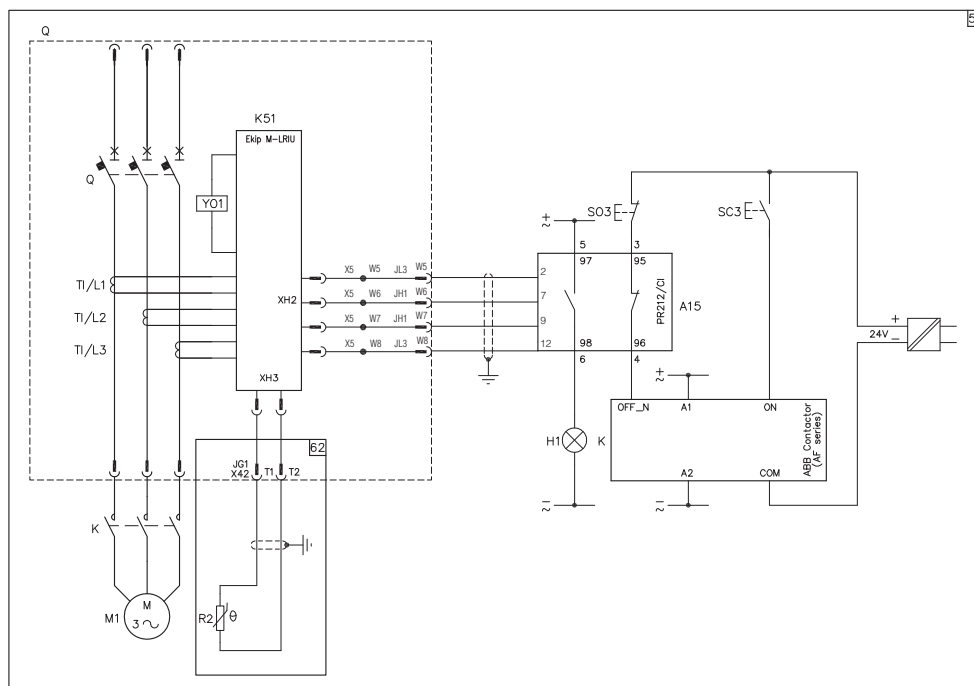 5
Q
K51
Ekip M-LRIU
Q
YO1
SO3
SC3
+
~
5
3
97
95
X5 W5 JL3 W5
2
TI/L1
X5 W6 JH1 W6
7
XH2
PR212/CI
A15
TI/L2
X5 W7 JH1 W7
9
+
24V
–
TI/L3
X5 W8 JL3 W8
12
98
96
6
4
XH3
+
~
OFF_N
A1
ON
H1
K
ABB Contactor
(AF series)
62
JG1
X42
T1
T2
A2
COM
–
~
–
~
K
M
3 ~
M1
R2
θ